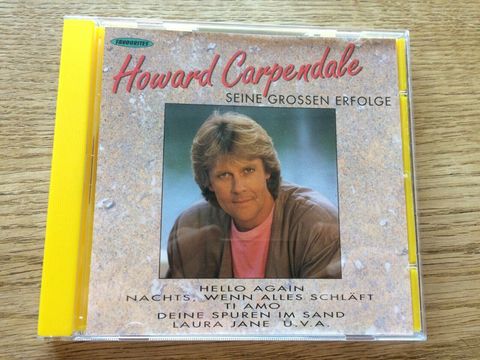 FAVOURITES
Howard Carpendale
SEINE GROSSEN ERFOLGE
HELLO AGAIN
NACHTS, WENN ALLES SCHLÄFT
TI AMO
DEINE SPUREN IM SAND
LAURA JANE U.V.A.